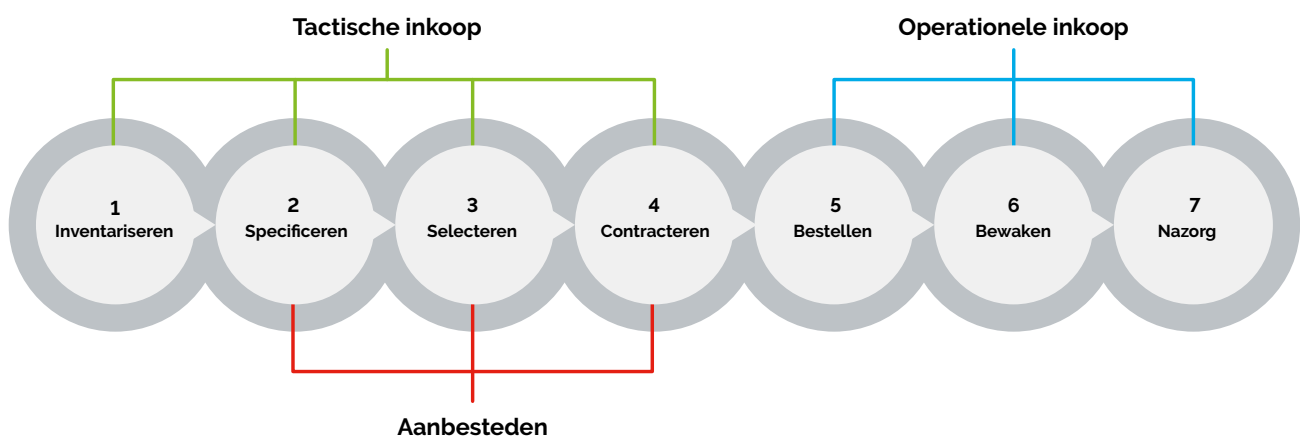 Tactische inkoop
Operationele inkoop
1
Inventariseren
2
Specificeren
3
Selecteren
4
Contracteren
5
Bestellen
6
Bewaken
7
Nazorg
Aanbesteden